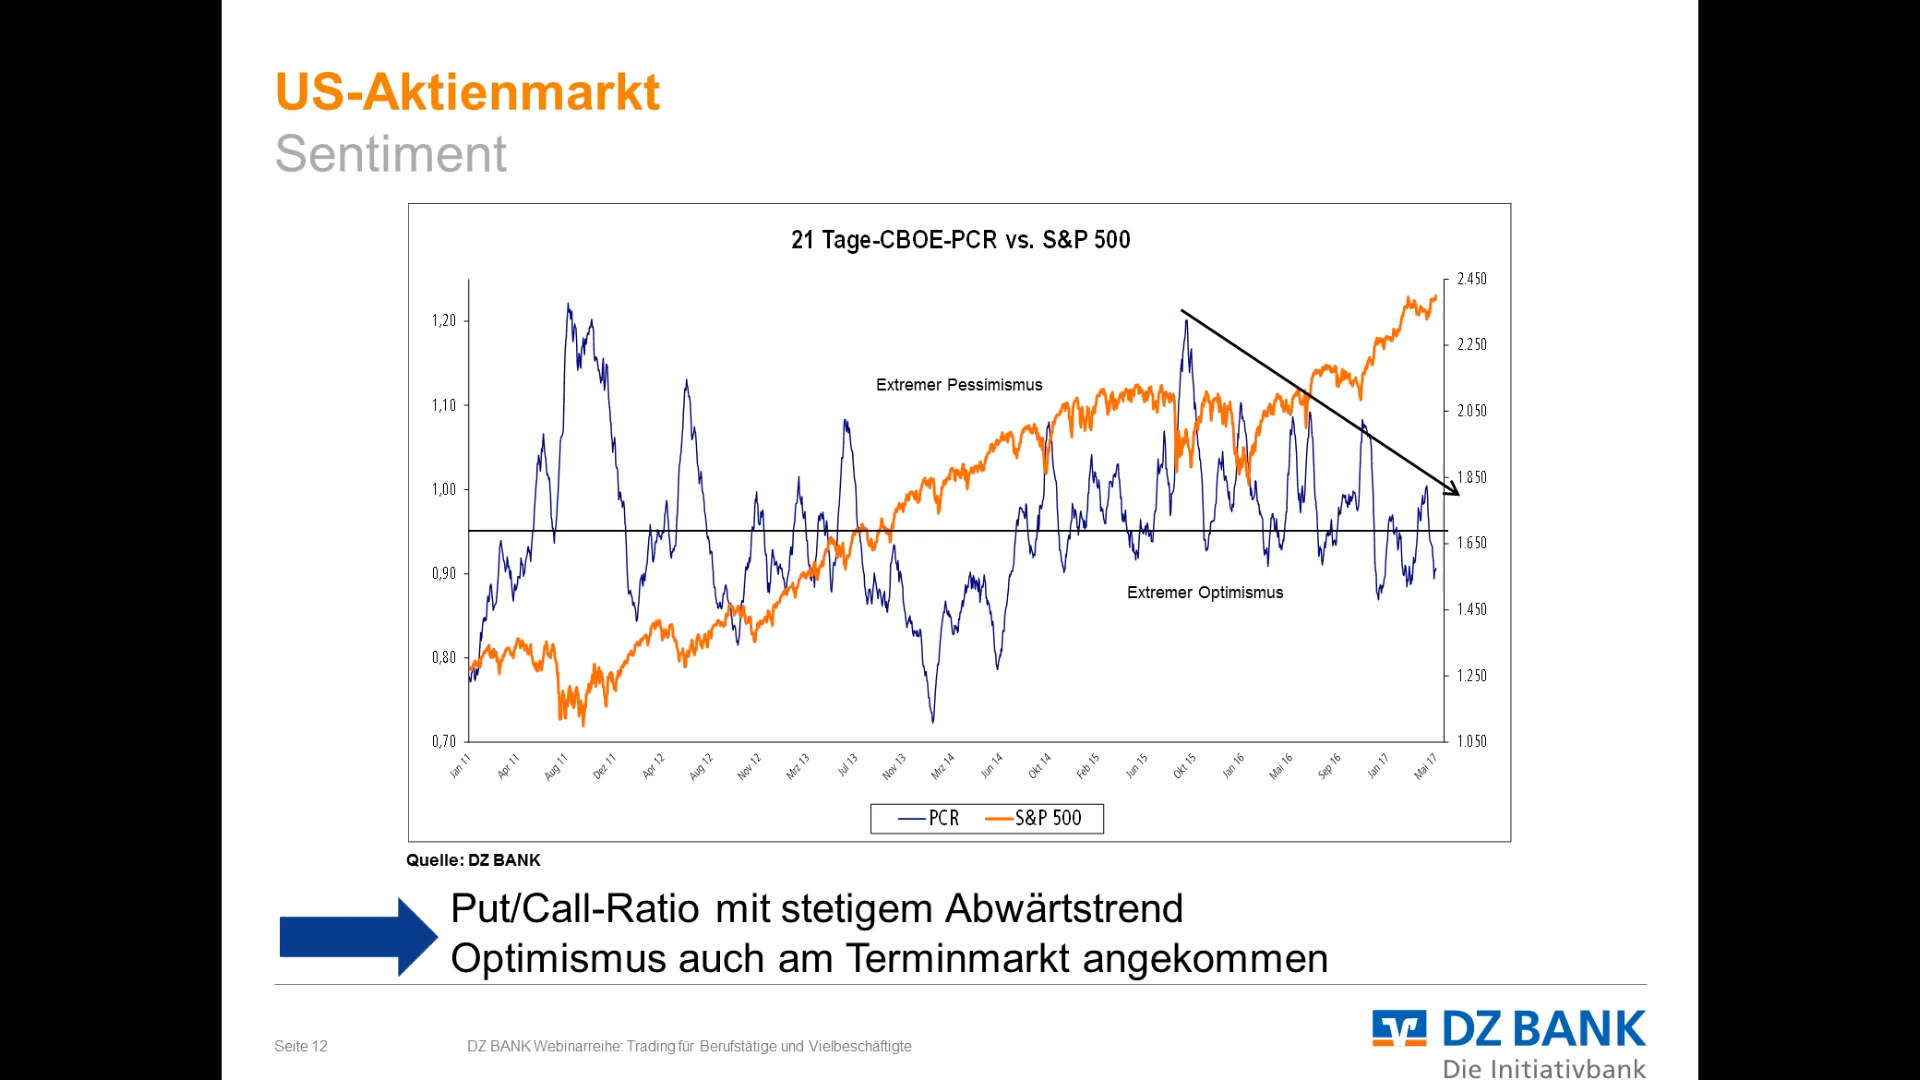 US-Aktienmarkt
Sentiment
21 Tage-CBOE-PCR vs. S&P 500
2.450
1,20
2.250
Extremer Pessimismus
1,10
2.050
1.850
1,00
1.650
0,90
Extremer Optimismus
1.450
0,80
1.250
0,70
1.050
Jan 11
Apr 11
Aug 11
Dez 11
Apr 12
Aug 12
Nov 12
Mrz 13
Jul 13
Nov 13
Mrz 14
Jun 14
Okt 14
Feb 15
Jun 15
Okt 15
Jan 16
Mai 16
Sep 16
Jan 17
Mai 17
PCR
S&P 500
Quelle: DZ BANK
Put/Call-Ratio mit stetigem Abwärtstrend
Optimismus auch am Terminmarkt angekommen
Seite 12
DZ BANK Webinarreihe: Trading für Berufstätige und Vielbeschäftigte
DZ BANK
Die Initiativbank